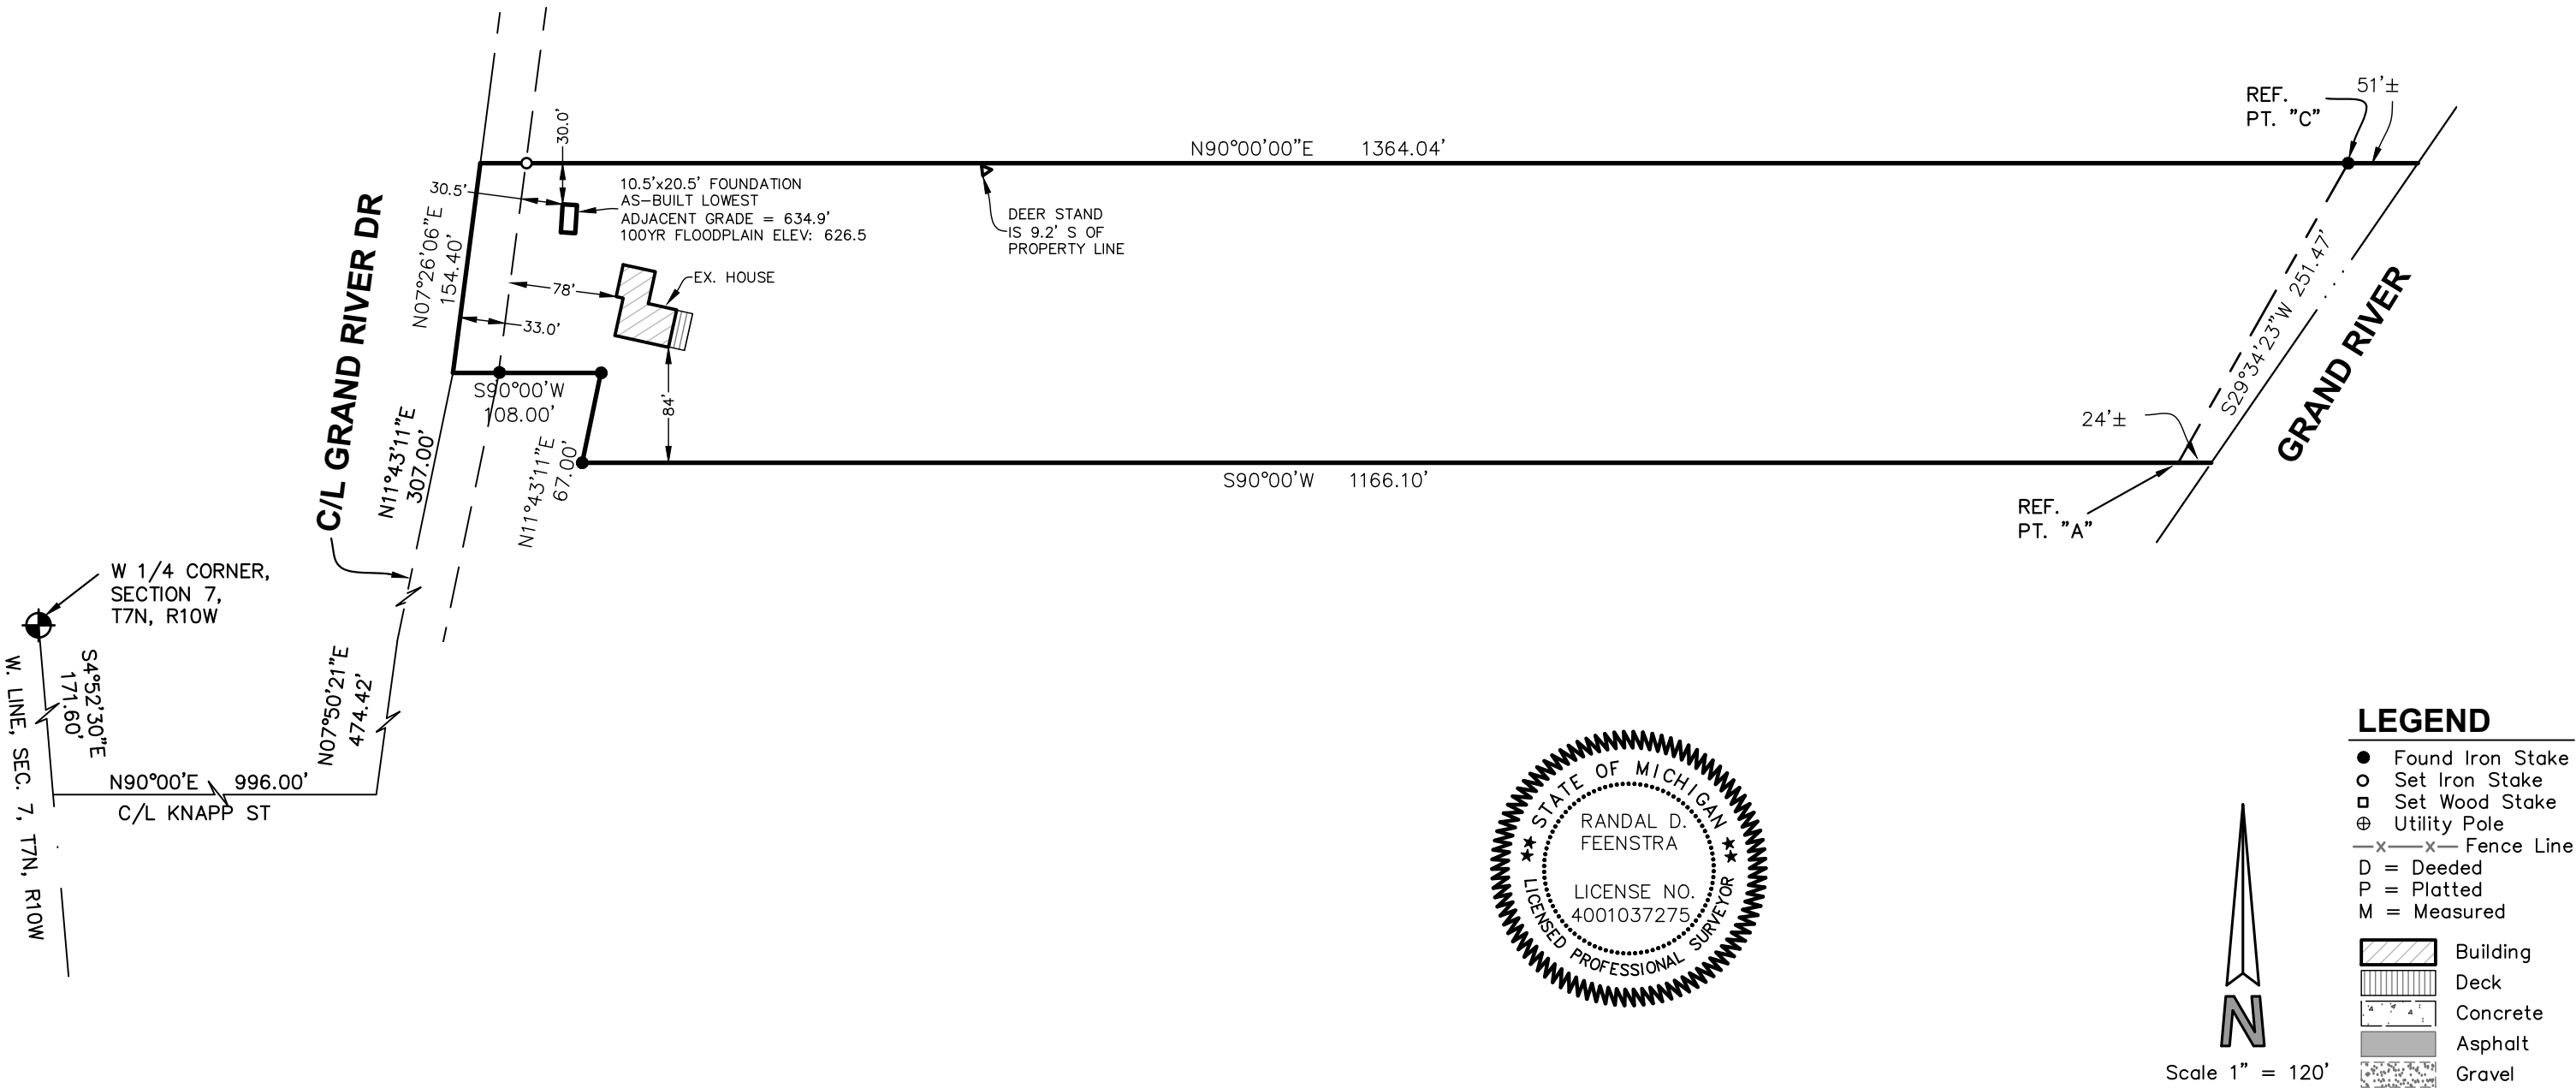 51'±
REF.
PT. "C"
30.0'
N90°00'00"E 1364.04'
10.5'x20.5' FOUNDATION
AS-BUILT LOWEST
ADJACENT GRADE = 634.9'
100YR FLOODPLAIN ELEV: 626.5
30.5'
DEER STAND
IS 9.2' S OF
PROPERTY LINE
N07°26'06"E
154.40'
C/L GRAND RIVER DR
EX. HOUSE
78'
33.0'
S29°34'23"W 251.47'
GRAND RIVER
S90°00'W
108.00'
84'
24'±
N11°43'11"E
307.00'
N11°43'11"E
67.00'
S90°00'W 1166.10'
REF.
PT. "A"
W 1/4 CORNER,
SECTION 7,
T7N, R10W
S4°52'30"E
171.60'
W. LINE, SEC. 7, T7N, R10W
N07°50'21"E
474.42'
N90°00'E 996.00'
C/L KNAPP ST
STATE OF MICHIGAN
RANDAL D.
FEENSTRA
LICENSE NO.
4001037275
LICENSED PROFESSIONAL SURVEYOR
N
Scale 1" = 120'
LEGEND
Found Iron Stake
Set Iron Stake
Set Wood Stake
Utility Pole
x x Fence Line
D = Deeded
P = Platted
M = Measured
Building
Deck
Concrete
Asphalt
Gravel